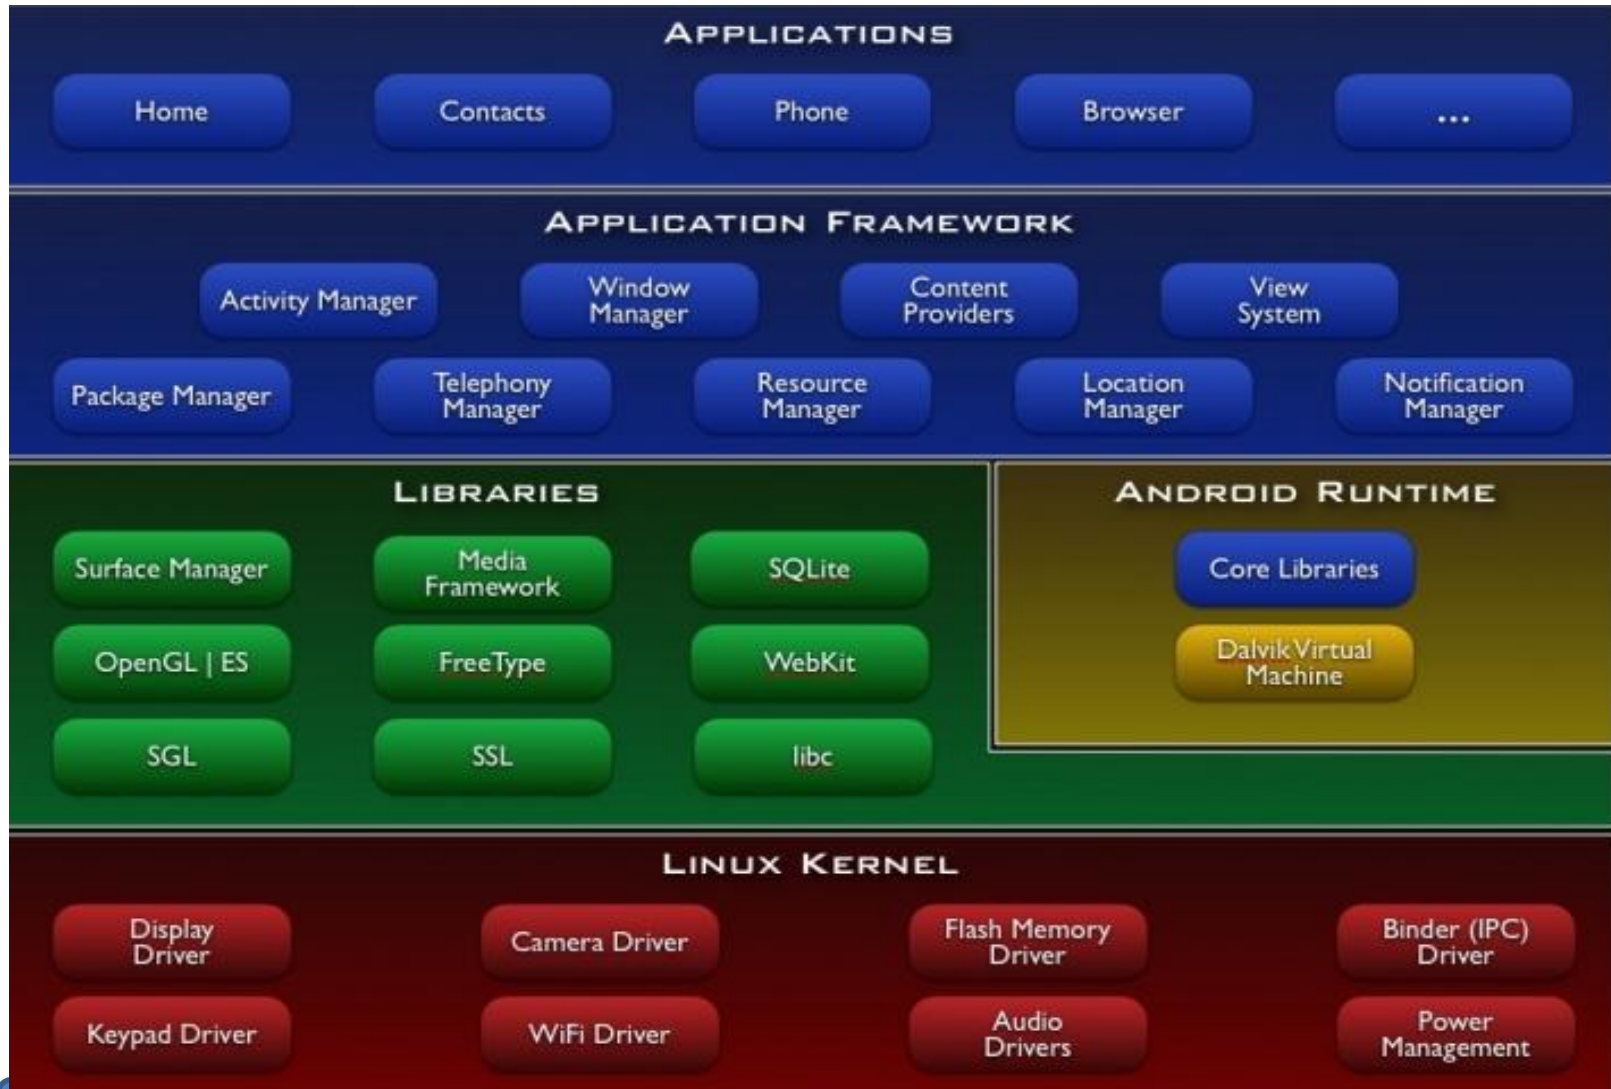 APPLICATIONS
Home
Contacts
Phone
Browser
...
APPLICATION FRAMEWORK
Activity Manager
Window
Manager
Content
Providers
View
System
Package Manager
Telephony
Manager
Resource
Manager
Location
Manager
Notification
Manager
LIBRARIES
Surface Manager
Media
Framework
SQLite
OpenGL | ES
FreeType
WebKit
SGL
SSL
libc
ANDROID RUNTIME
Core Libraries
Dalvik Virtual
Machine
LINUX KERNEL
Display
Driver
Camera Driver
Flash Memory
Driver
Binder (IPC)
Driver
Keypad Driver
WiFi Driver
Audio
Drivers
Power
Management